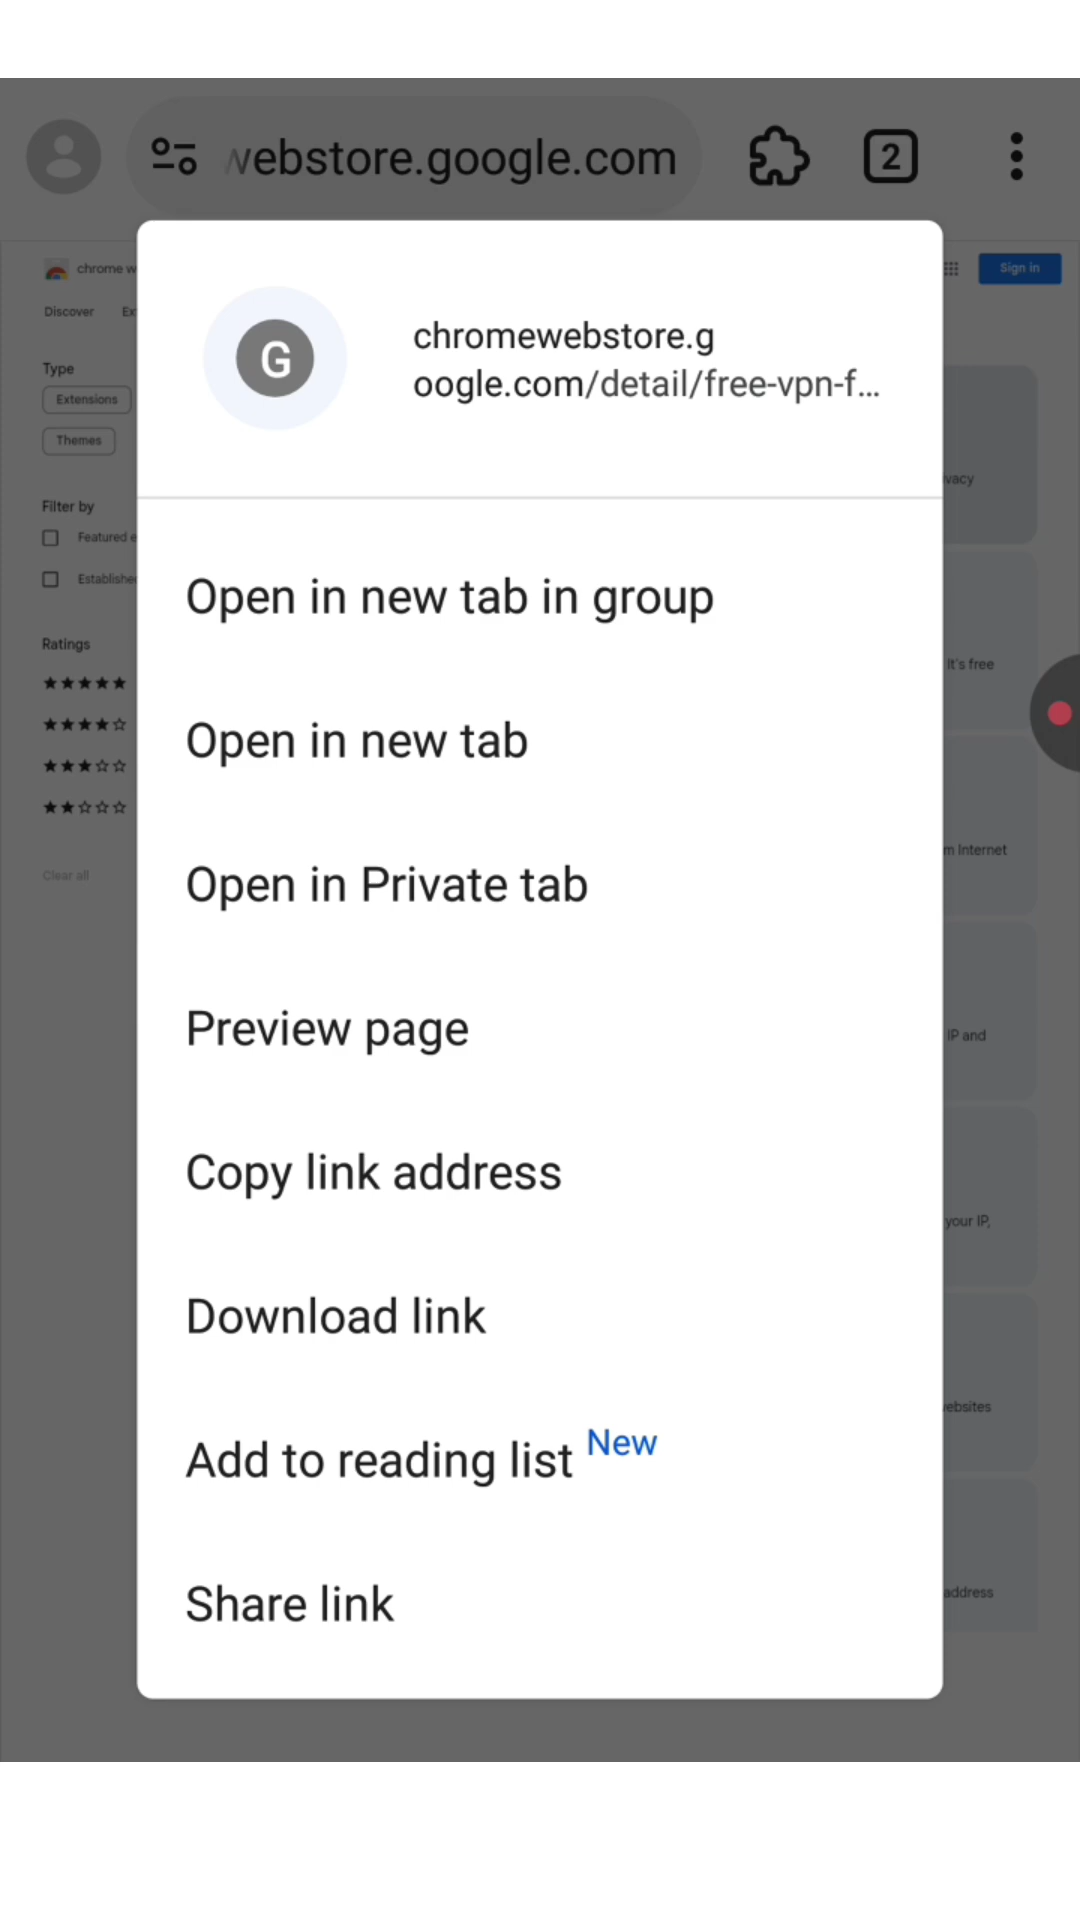 webstore.google.com
2
chrome w
Sign in
Discover Ex
chromewebstore.g
oogle.com/detail/free-vpn-f...
G
Type
Extensions
Themes
vacy
Filter by
Featured e
Establishe
Open in new tab in group
Ratings
It's free
Open in new tab
m Internet
Clear all
Open in Private tab
Preview page
IP and
Copy link address
your IP,
Download link
ebsites
Add to reading list New
address
Share link